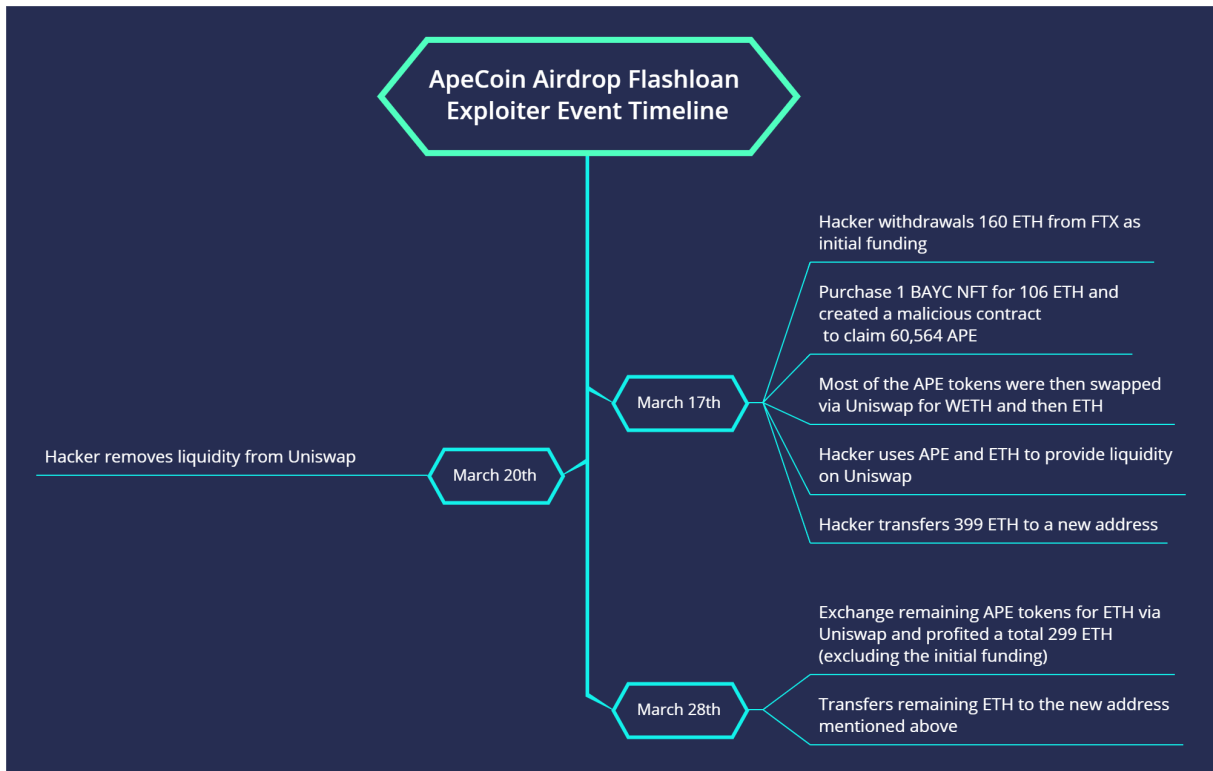 ApeCoin Airdrop Flashloan
Exploiter Event Timeline
March 17th
Hacker withdrawals 160 ETH from FTX as
initial funding
Purchase 1 BAYC NFT for 106 ETH and
created a malicious contract
to claim 60,564 APE
Most of the APE tokens were then swapped
via Uniswap for WETH and then ETH
Hacker uses APE and ETH to provide liquidity
on Uniswap
Hacker transfers 399 ETH to a new address
March 20th
Hacker removes liquidity from Uniswap
March 28th
Exchange remaining APE tokens for ETH via
Uniswap and profited a total 299 ETH
(excluding the initial funding)
Transfers remaining ETH to the new address
mentioned above